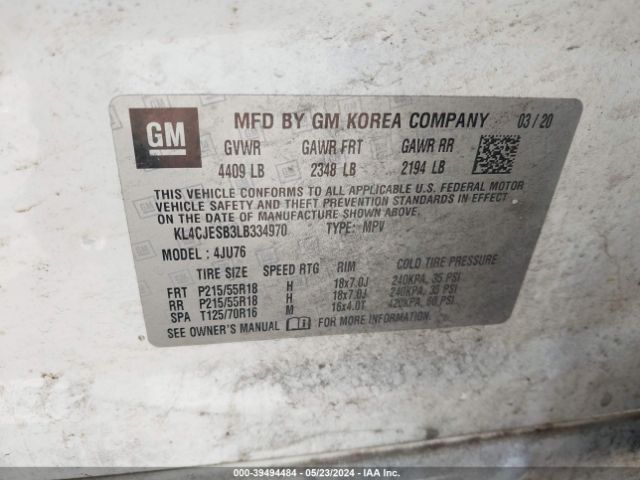 GM
MFD BY GM KOREA COMPANY 03/20
GVWR GAWR FRT GAWR RR
4409 LB 2348 LB 2194 LB
THIS VEHICLE CONFORMS TO ALL APPLICABLE U.S. FEDERAL MOTOR
VEHICLE SAFETY AND THEFT PREVENTION STANDARDS IN EFFECT
ON THE DATE OF MANUFACTURE SHOWN ABOVE.
KL4CJESB3LB334970 TYPE: MPV
MODEL: 4JU76
TIRE SIZE SPEED RTG RIM COLD TIRE PRESSURE
FRT P215/55R18 H 18x7.0J 240KPA, 35 PSI
RR P215/55R18 H 18x7.0J 240KPA, 35 PSI
SPA T125/70R16 M 16x4.0T 420KPA, 60 PSI
SEE OWNER'S MANUAL FOR MORE INFORMATION.
000-39494484 - 05/23/2024 - IAA Inc.